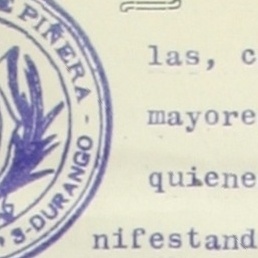 E PIÑERA -
S-DURANGO
las, c
mayore
quiene
nifestand